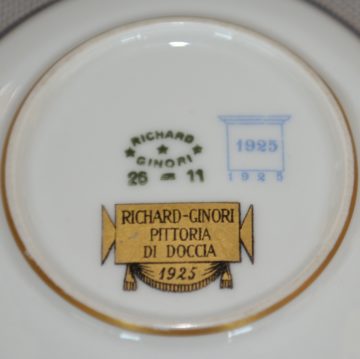 RICHARD
GINORI
26 11
1925
1925
RICHARD-GINORI
PITTORIA
DI DOCCIA
1925